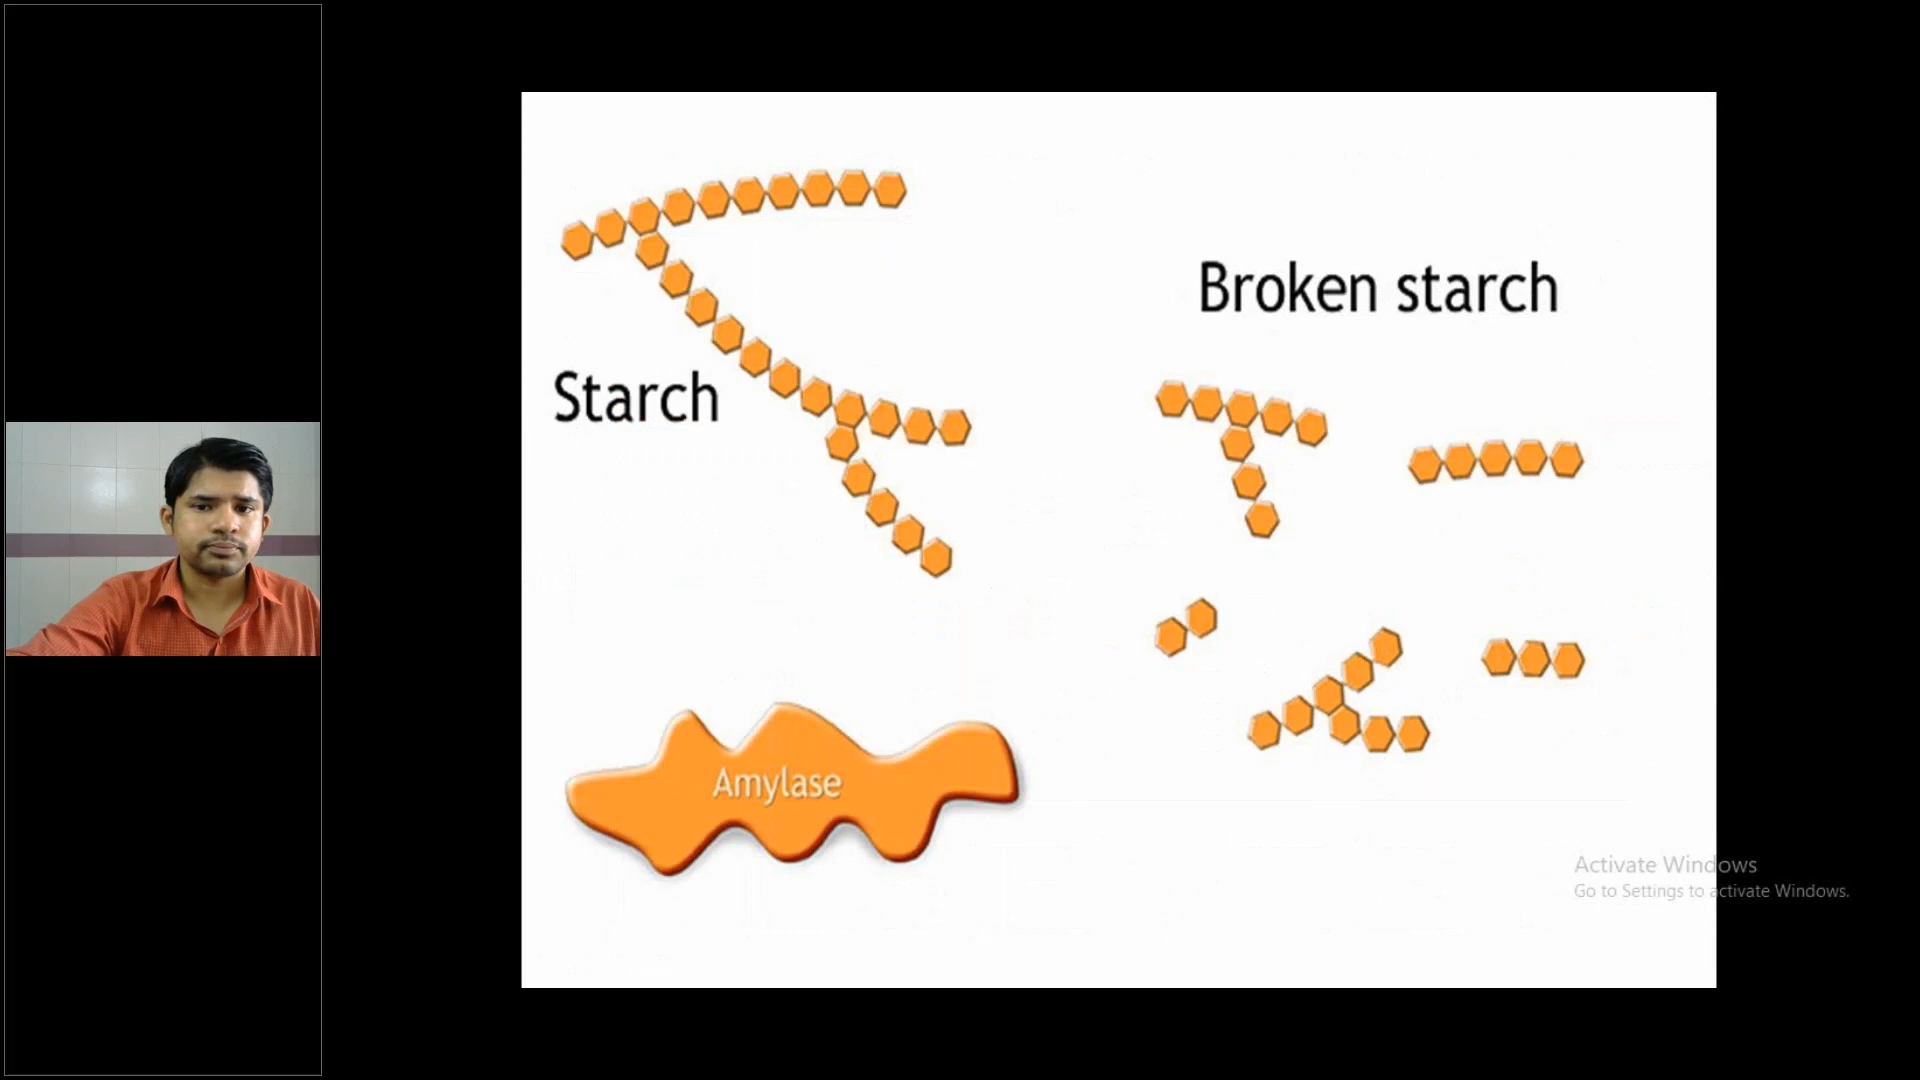 Broken starch
Starch
Amylase
Activate Windows
Go to Settings to activate Windows.